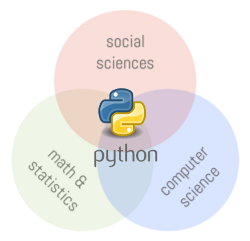 social
sciences
python
math &
statistics
computer
science